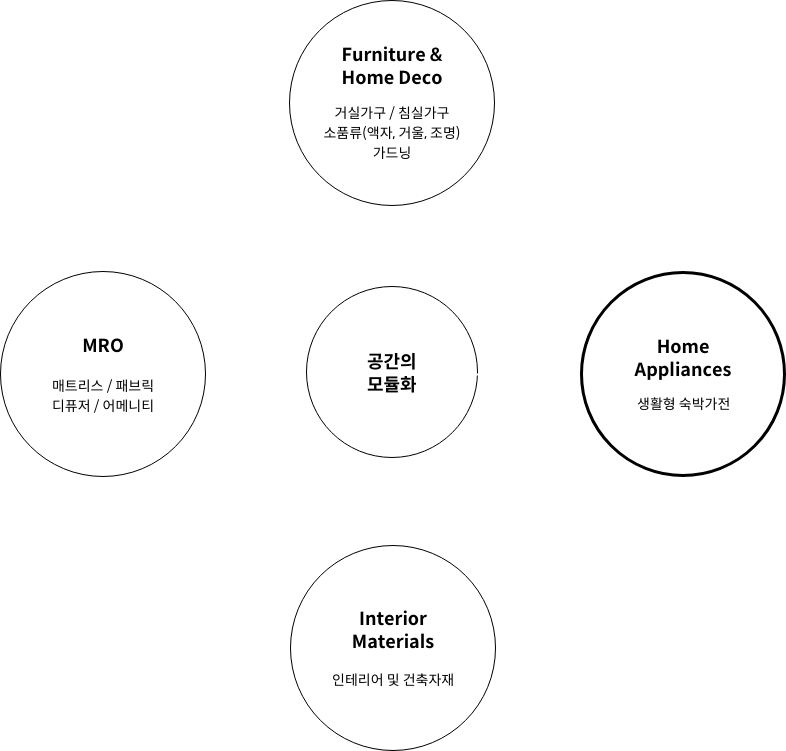 Furniture &
Home Deco
거실가구 / 침실가구
소품류(액자, 거울, 조명)
가드닝
MRO
매트리스 / 패브릭
디퓨저 / 어메니티
공간의
모듈화
Home
Appliances
생활형 숙박가전
Interior
Materials
인테리어 및 건축자재